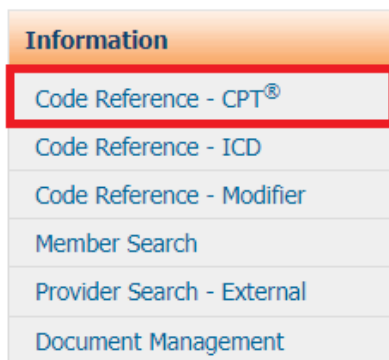 Information
Code Reference - CPT®
Code Reference - ICD
Code Reference - Modifier
Member Search
Provider Search - External
Document Management